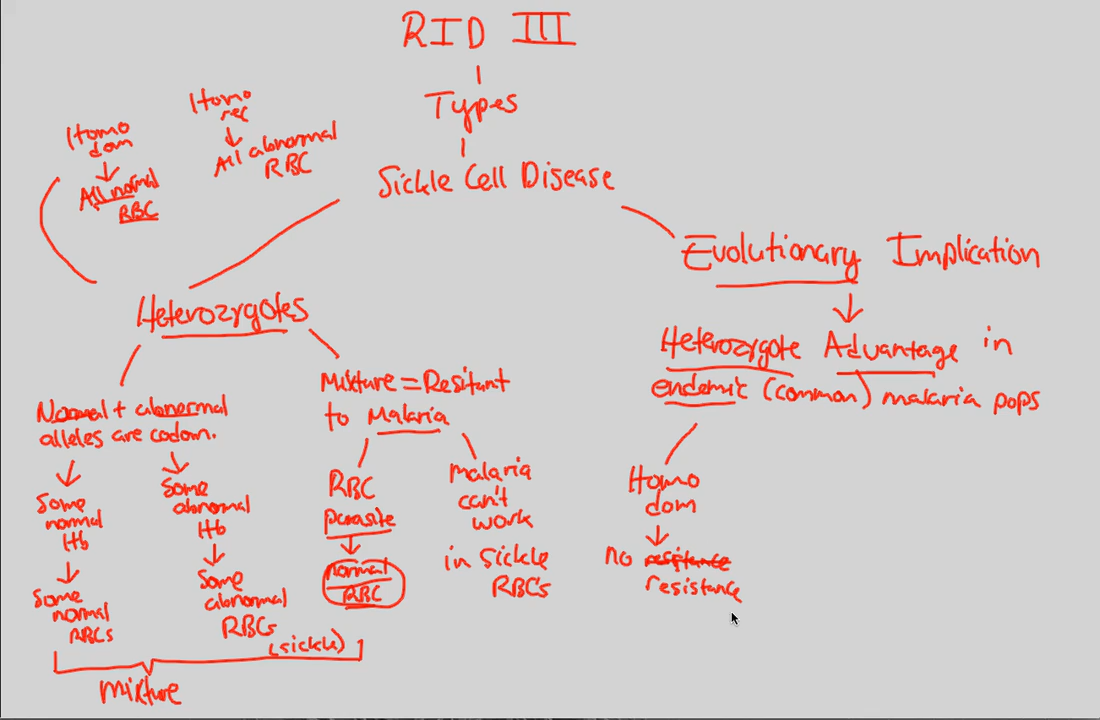 RID III
Types
Sickle Cell Disease
Homo
dom
All normal
RBC
Homo
rec
All abnormal
RBC
Heterozygotes
Normal + abnormal
alleles are codom.
Some
normal
Hb
Some
normal
RBCs
Some
abnormal
Hb
Some
abnormal
RBCs
(sickle)
mixture
Mixture = Resitant
to Malaria
RBC
parasite
normal
RBC
malaria
can't
work
in sickle
RBC's
Evolutionary Implication
Heterozygote Advantage in
endemic (common) malaria pops
Homo
dom
no resistance
resistance